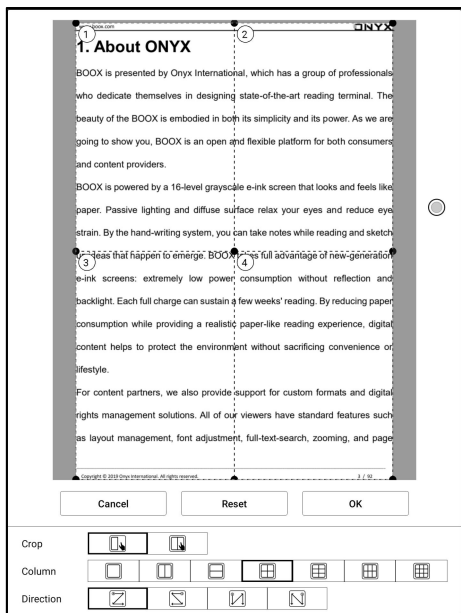 www.boox.com
ONYX
1
2
1. About ONYX
BOOX is presented by Onyx International, which has a group of professionals
who dedicate themselves in designing state-of-the-art reading terminal. The
beauty of the BOOX is embodied in both its simplicity and its power. As we are
going to show you, BOOX is an open and flexible platform for both consumers
and content providers.
BOOX is powered by a 16-level grayscale e-ink screen that looks and feels like
paper. Passive lighting and diffuse surface relax your eyes and reduce eye
strain. By the hand-writing system, you can take notes while reading and sketch
ideas that happen to emerge. BOOX takes full advantage of new-generation
3
4
e-ink screens: extremely low power consumption without reflection and
backlight. Each full charge can sustain a few weeks' reading. By reducing paper
consumption while providing a realistic paper-like reading experience, digital
content helps to protect the environment without sacrificing convenience or
lifestyle.
For content partners, we also provide support for custom formats and digital
rights management solutions. All of our viewers have standard features such
as layout management, font adjustment, full-text-search, zooming, and page
Copyright © 2019 Onyx International. All rights reserved.
3 / 92
Cancel
Reset
OK
Crop
Column
Direction